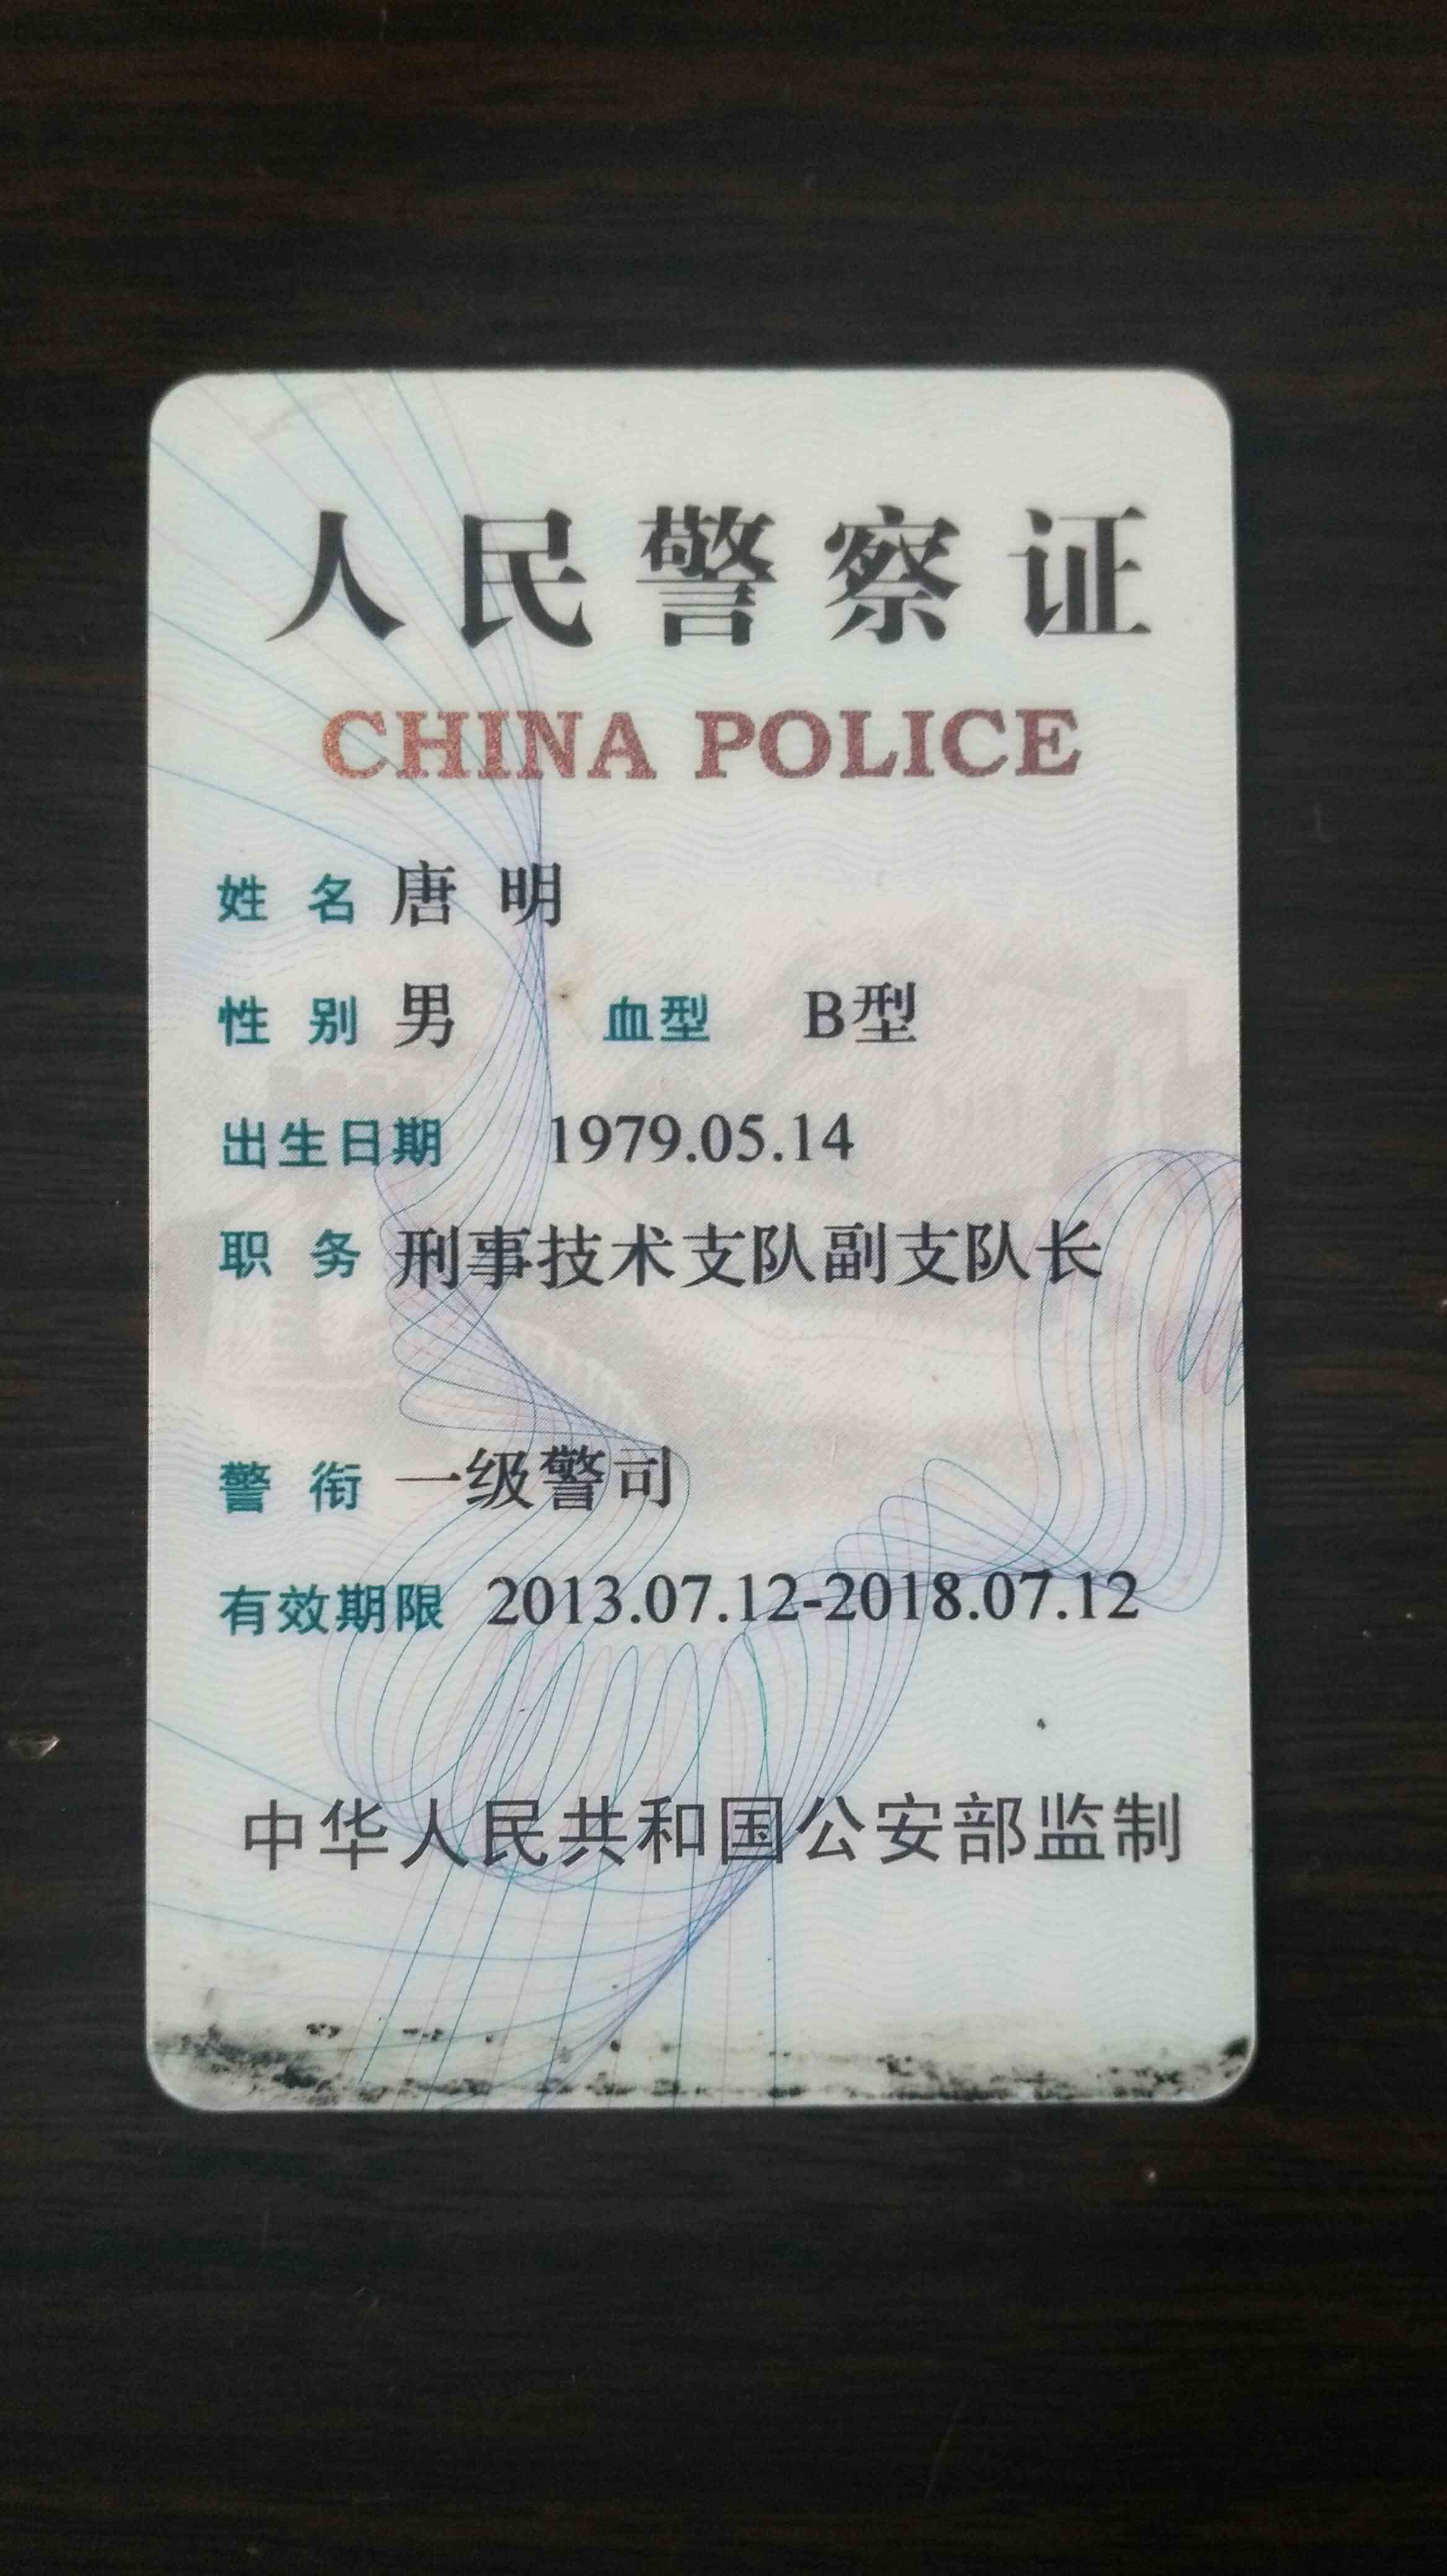 人民警察证
CHINA POLICE
姓 名 唐 明
性 别 男 血型 B型
出生日期 1979.05.14
职 务 刑事技术支队副支队长
警 衔 一级警司
有效期限 2013.07.12-2018.07.12
中华人民共和国公安部监制